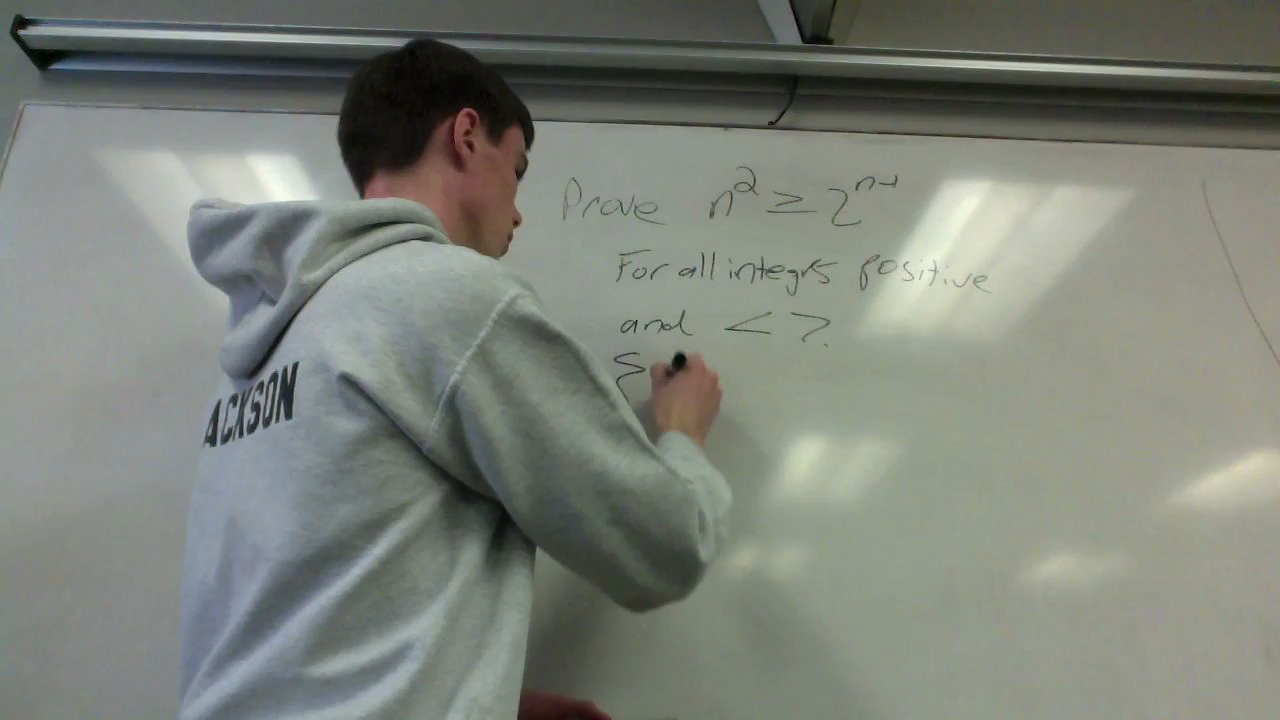 Prove n² ≥ 2ⁿ⁻¹
For all integrs positive
and < 7.
{
ACKSON